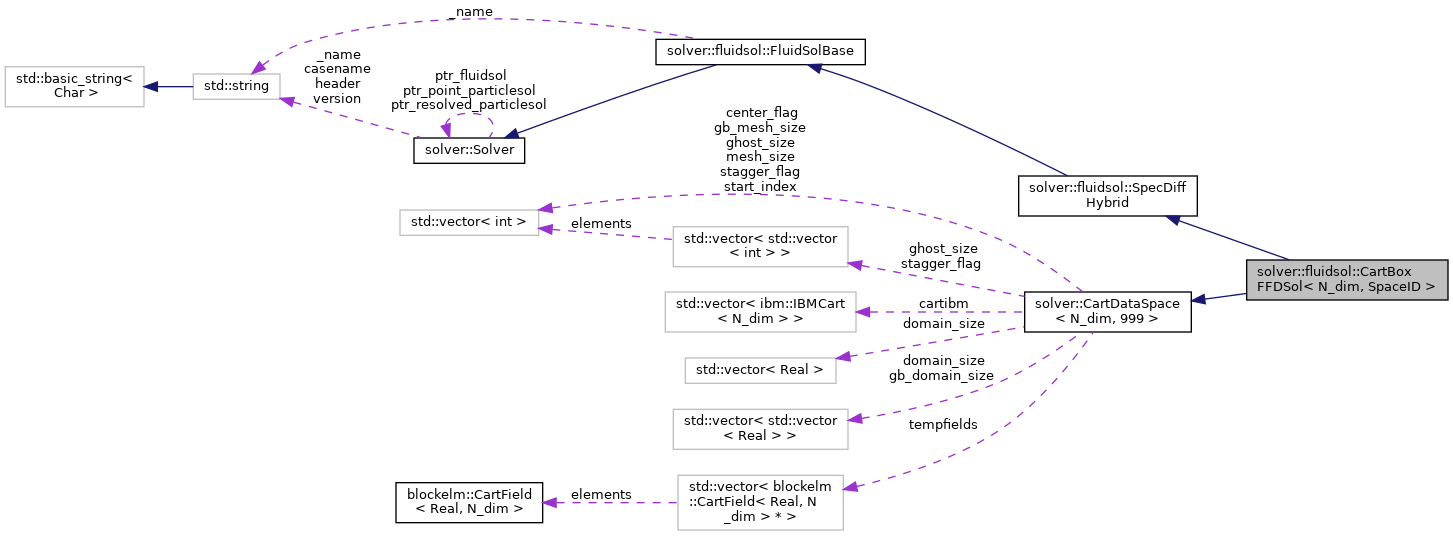 _name
solver::fluidsol::FluidSolBase
_name
casename
header
version
std::basic_string<
Char >
std::string
ptr_fluidsol
ptr_point_particlesol
ptr_resolved_particlesol
solver::Solver
center_flag
gb_mesh_size
ghost_size
mesh_size
stagger_flag
start_index
solver::fluidsol::SpecDiff
Hybrid
std::vector< int >
elements
std::vector< std::vector
< int > >
ghost_size
stagger_flag
solver::fluidsol::CartBox
FFDSol< N_dim, SpaceID >
std::vector< ibm::IBMCart
< N_dim > >
cartibm
solver::CartDataSpace
< N_dim, 999 >
domain_size
std::vector< Real >
domain_size
gb_domain_size
std::vector< std::vector
< Real > >
tempfields
blockelm::CartField
< Real, N_dim >
elements
std::vector< blockelm
::CartField< Real, N
_dim > * >